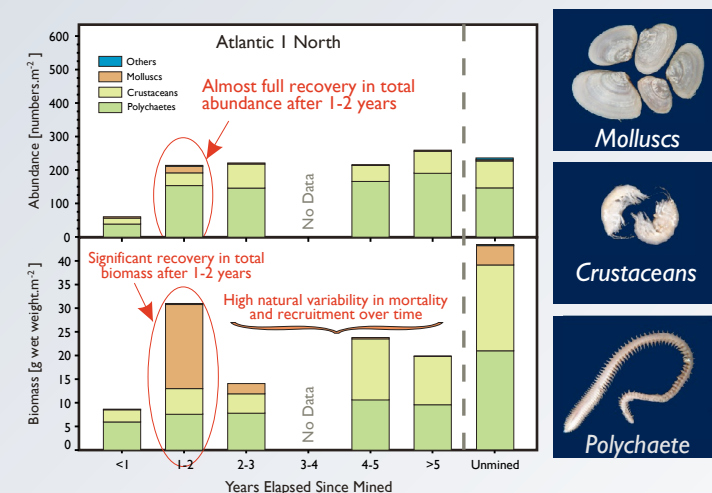 Atlantic 1 North
600
500
400
300
200
100
0
Abundance [numbers.m-2]
Others
Molluscs
Crustaceans
Polychaetes
Almost full recovery in total
abundance after 1-2 years
No Data
Significant recovery in total
biomass after 1-2 years
High natural variability in mortality
and recruitment over time
40
35
30
25
20
15
10
5
0
Biomass [g wet weight.m-2]
No Data
<1
1-2
2-3
3-4
4-5
>5
Unmined
Years Elapsed Since Mined
Molluscs
Crustaceans
Polychaete